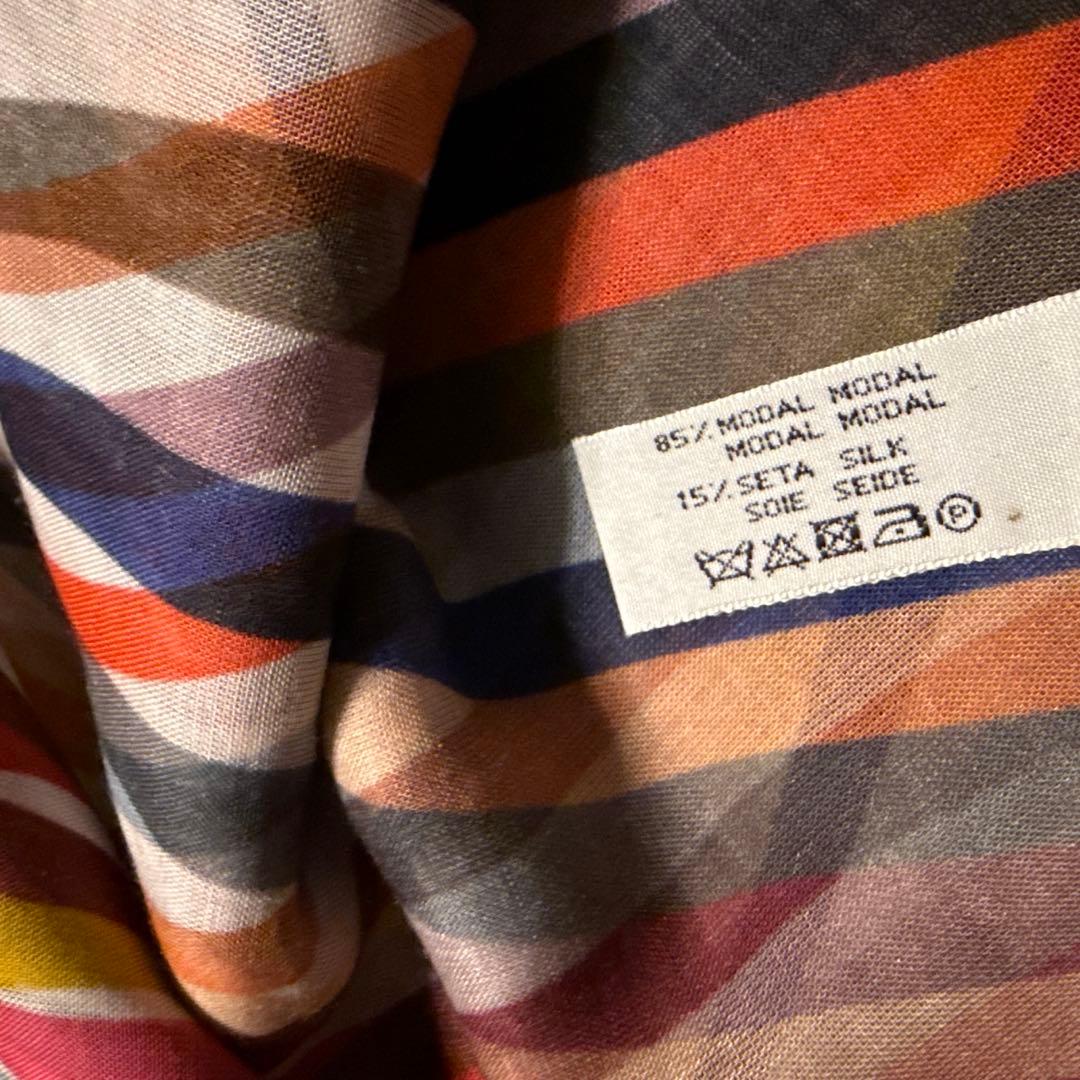 85% MODAL MODAL
MODAL MODAL
15% SETA SILK
SOIE SEIDE
P